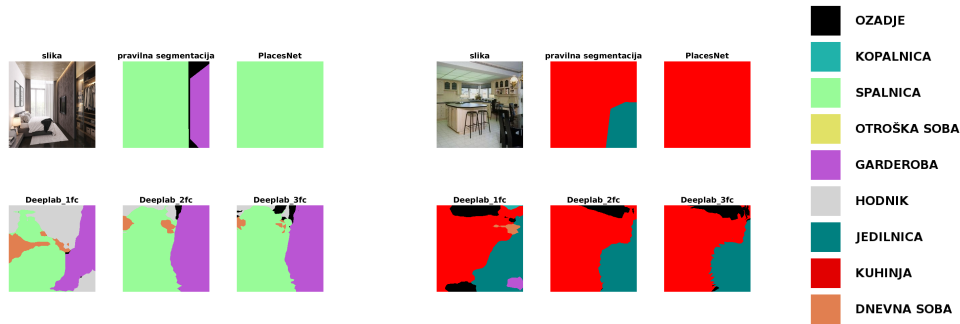 slika
pravilna segmentacija
PlacesNet
Deeplab_1fc
Deeplab_2fc
Deeplab_3fc
slika
pravilna segmentacija
PlacesNet
Deeplab_1fc
Deeplab_2fc
Deeplab_3fc
OZADJE
KOPALNICA
SPALNICA
OTROŠKA SOBA
GARDEROBA
HODNIK
JEDILNICA
KUHINJA
DNEVNA SOBA